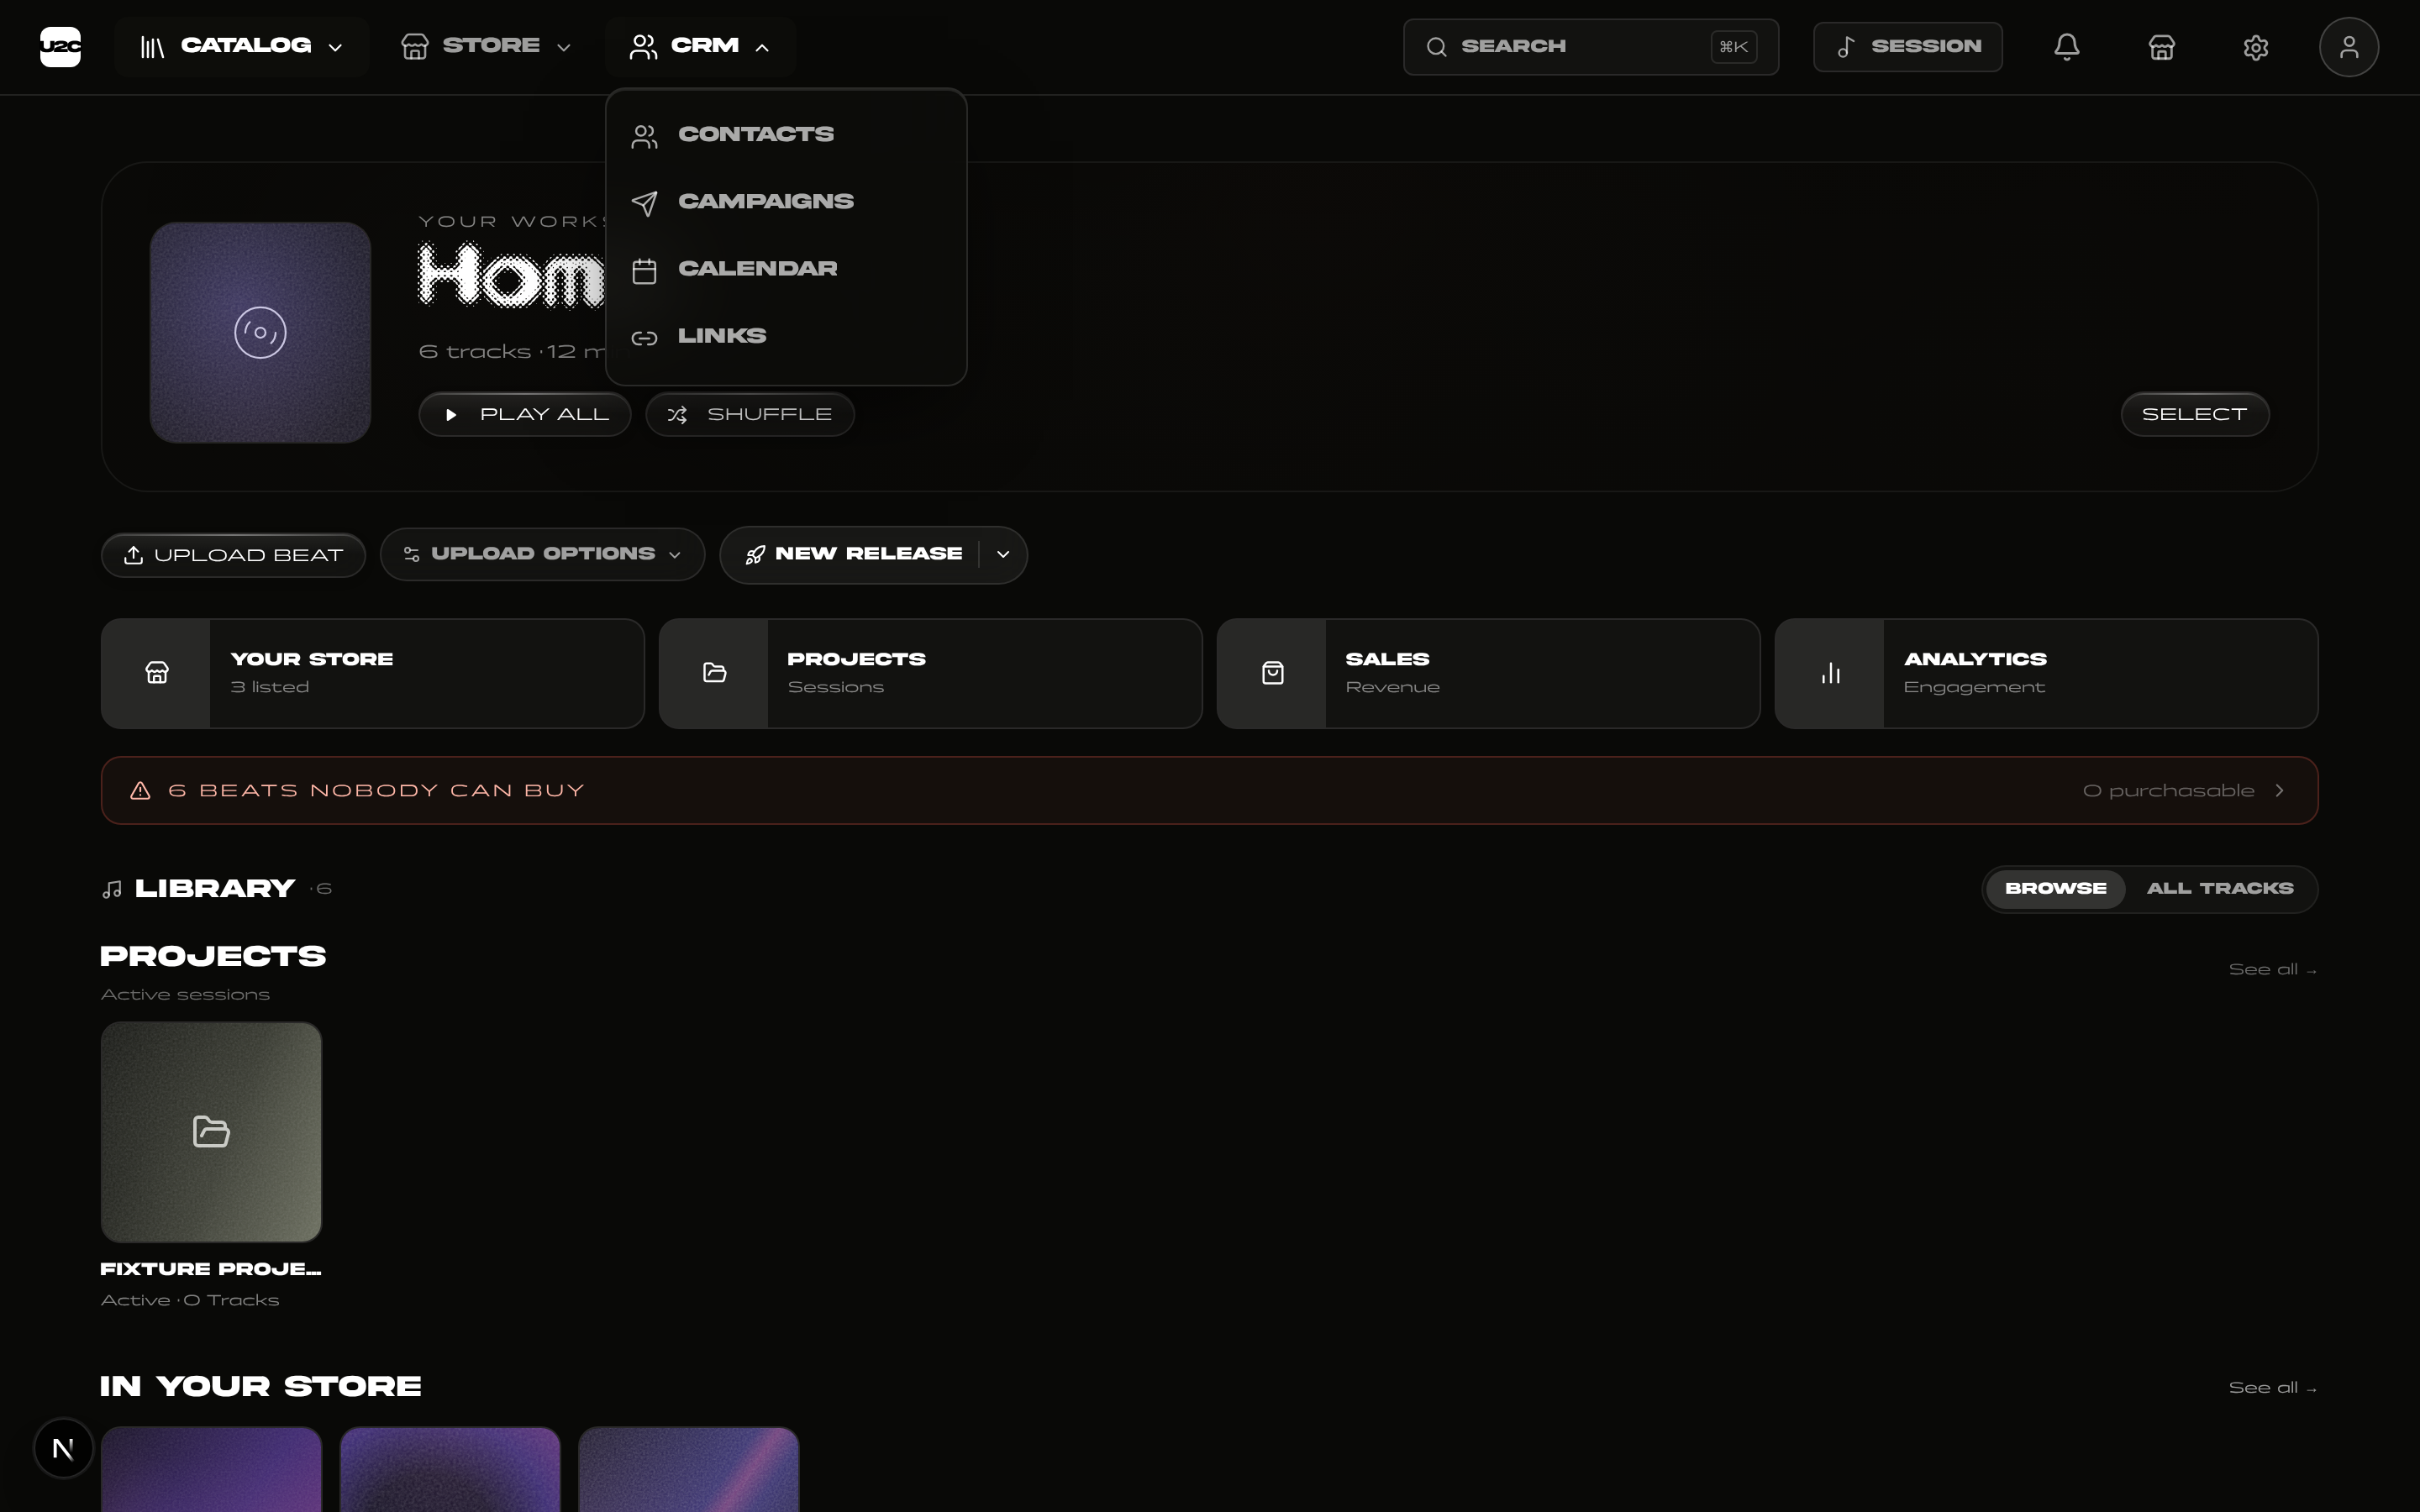 U2C
CATALOG
STORE
CRM
SEARCH
⌘K
SESSION
CONTACTS
CAMPAIGNS
CALENDAR
LINKS
YOUR WORKS
Hom
6 tracks · 12 m
PLAY ALL
SHUFFLE
SELECT
UPLOAD BEAT
UPLOAD OPTIONS
NEW RELEASE
YOUR STORE
3 listed
PROJECTS
Sessions
SALES
Revenue
ANALYTICS
Engagement
6 BEATS NOBODY CAN BUY
0 purchasable
LIBRARY · 6
BROWSE
ALL TRACKS
PROJECTS
See all →
Active sessions
FIXTURE PROJE...
Active · 0 Tracks
IN YOUR STORE
See all →
N